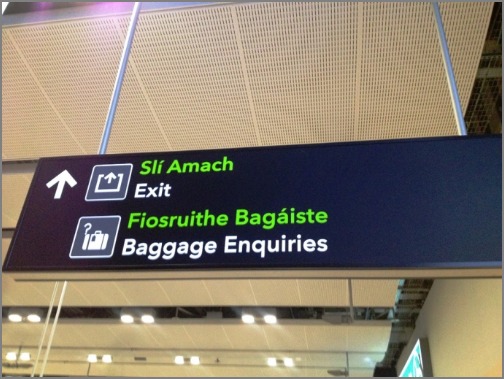 Slí Amach
Exit
Fiosruithe Bagáiste
Baggage Enquiries